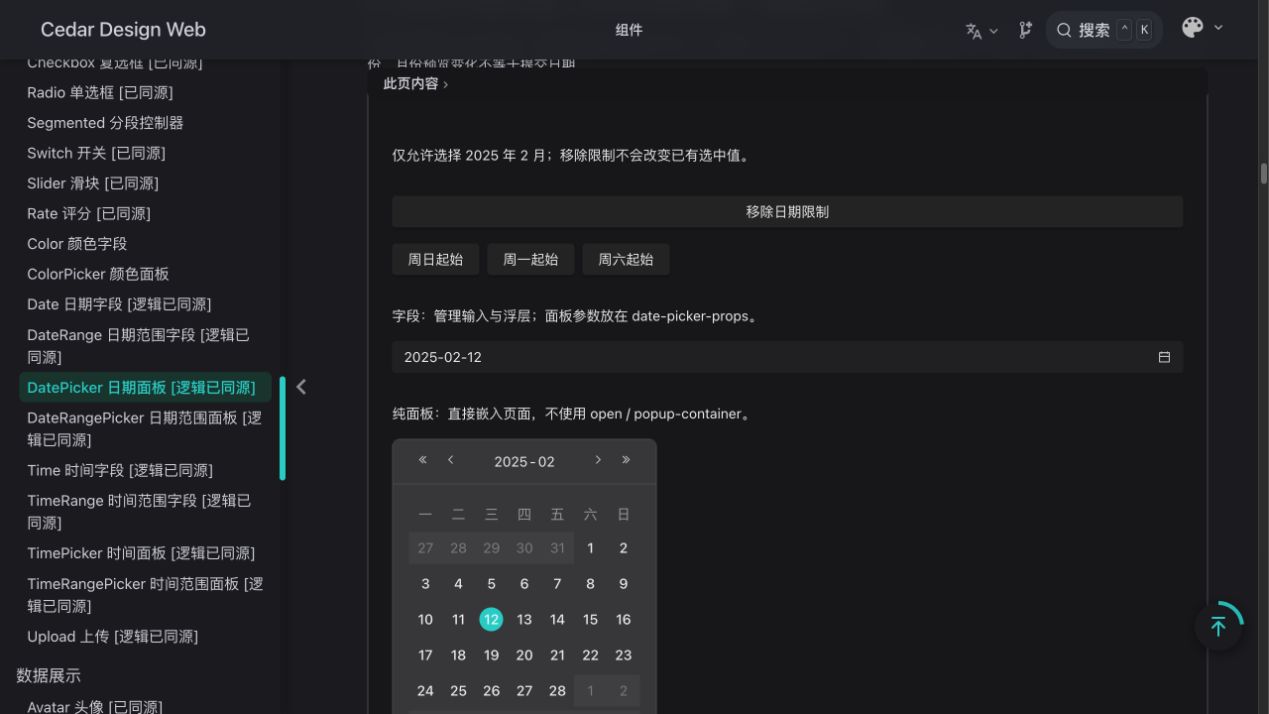 Cedar Design Web
组件
搜索
^
K
Checkbox 复选框 [已同源]
Radio 单选框 [已同源]
Segmented 分段控制器
Switch 开关 [已同源]
Slider 滑块 [已同源]
Rate 评分 [已同源]
Color 颜色字段
ColorPicker 颜色面板
Date 日期字段 [逻辑已同源]
DateRange 日期范围字段 [逻辑已
同源]
DatePicker 日期面板 [逻辑已同源]
DateRangePicker 日期范围面板 [逻
辑已同源]
Time 时间字段 [逻辑已同源]
TimeRange 时间范围字段 [逻辑已
同源]
TimePicker 时间面板 [逻辑已同源]
TimeRangePicker 时间范围面板 [逻
辑已同源]
Upload 上传 [逻辑已同源]
数据展示
Avatar 头像 [已同源]
份，月份预览变化不等于提交日期
此页内容 ›
仅允许选择 2025 年 2 月；移除限制不会改变已有选中值。
移除日期限制
周日起始 周一起始 周六起始
字段：管理输入与浮层；面板参数放在 date-picker-props。
2025-02-12
纯面板：直接嵌入页面，不使用 open / popup-container。
« ‹ 2025-02 › »
一 二 三 四 五 六 日
27 28 29 30 31 1 2
3 4 5 6 7 8 9
10 11 12 13 14 15 16
17 18 19 20 21 22 23
24 25 26 27 28 1 2